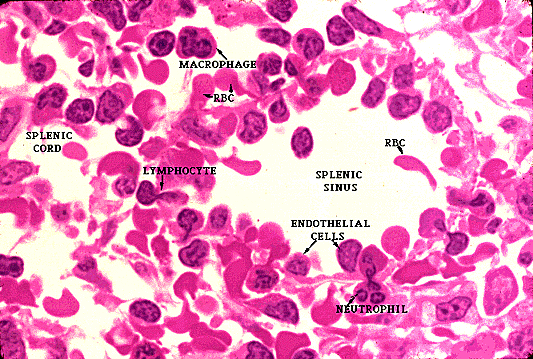 MACROPHAGE
RBC
SPLENIC
CORD
RBC
LYMPHOCYTE
SPLENIC
SINUS
ENDOTHELIAL
CELLS
NEUTROPHIL